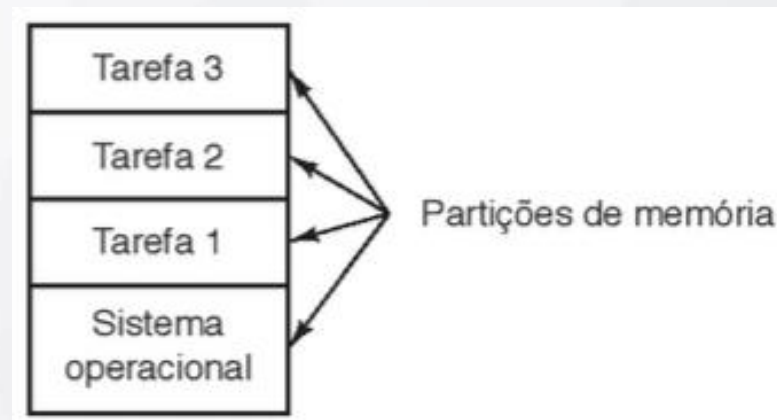 Tarefa 3
Tarefa 2
Tarefa 1
Sistema
operacional
Partições de memória